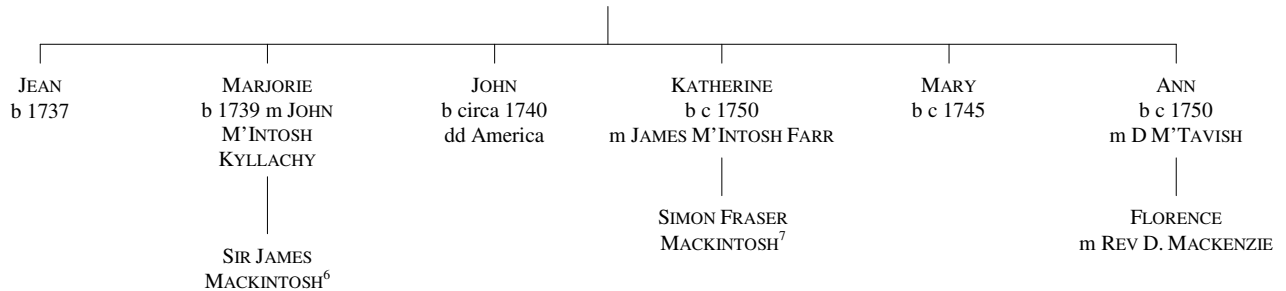 JEAN
b 1737
MARJORIE
b 1739 m JOHN
M’INTOSH
KYLLACHY
JOHN
b circa 1740
dd America
KATHERINE
b c 1750
m JAMES M’INTOSH FARR
MARY
b c 1745
ANN
b c 1750
m D M’TAVISH
SIR JAMES
MACKINTOSH⁶
SIMON FRASER
MACKINTOSH⁷
FLORENCE
m REV D. MACKENZIE